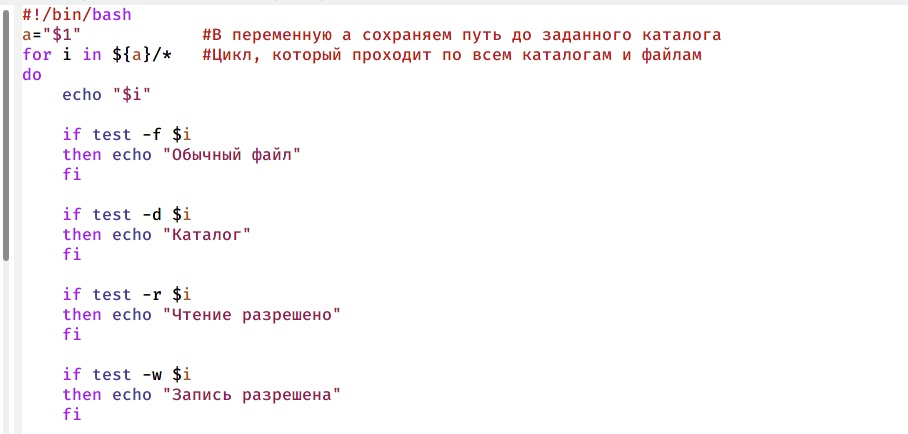 #!/bin/bash
a="$1" #В переменную a сохраняем путь до заданного каталога
for i in ${a}/* #Цикл, который проходит по всем каталогам и файлам
do
echo "$i"
if test -f $i
then echo "Обычный файл"
fi
if test -d $i
then echo "Каталог"
fi
if test -r $i
then echo "Чтение разрешено"
fi
if test -w $i
then echo "Запись разрешена"
fi